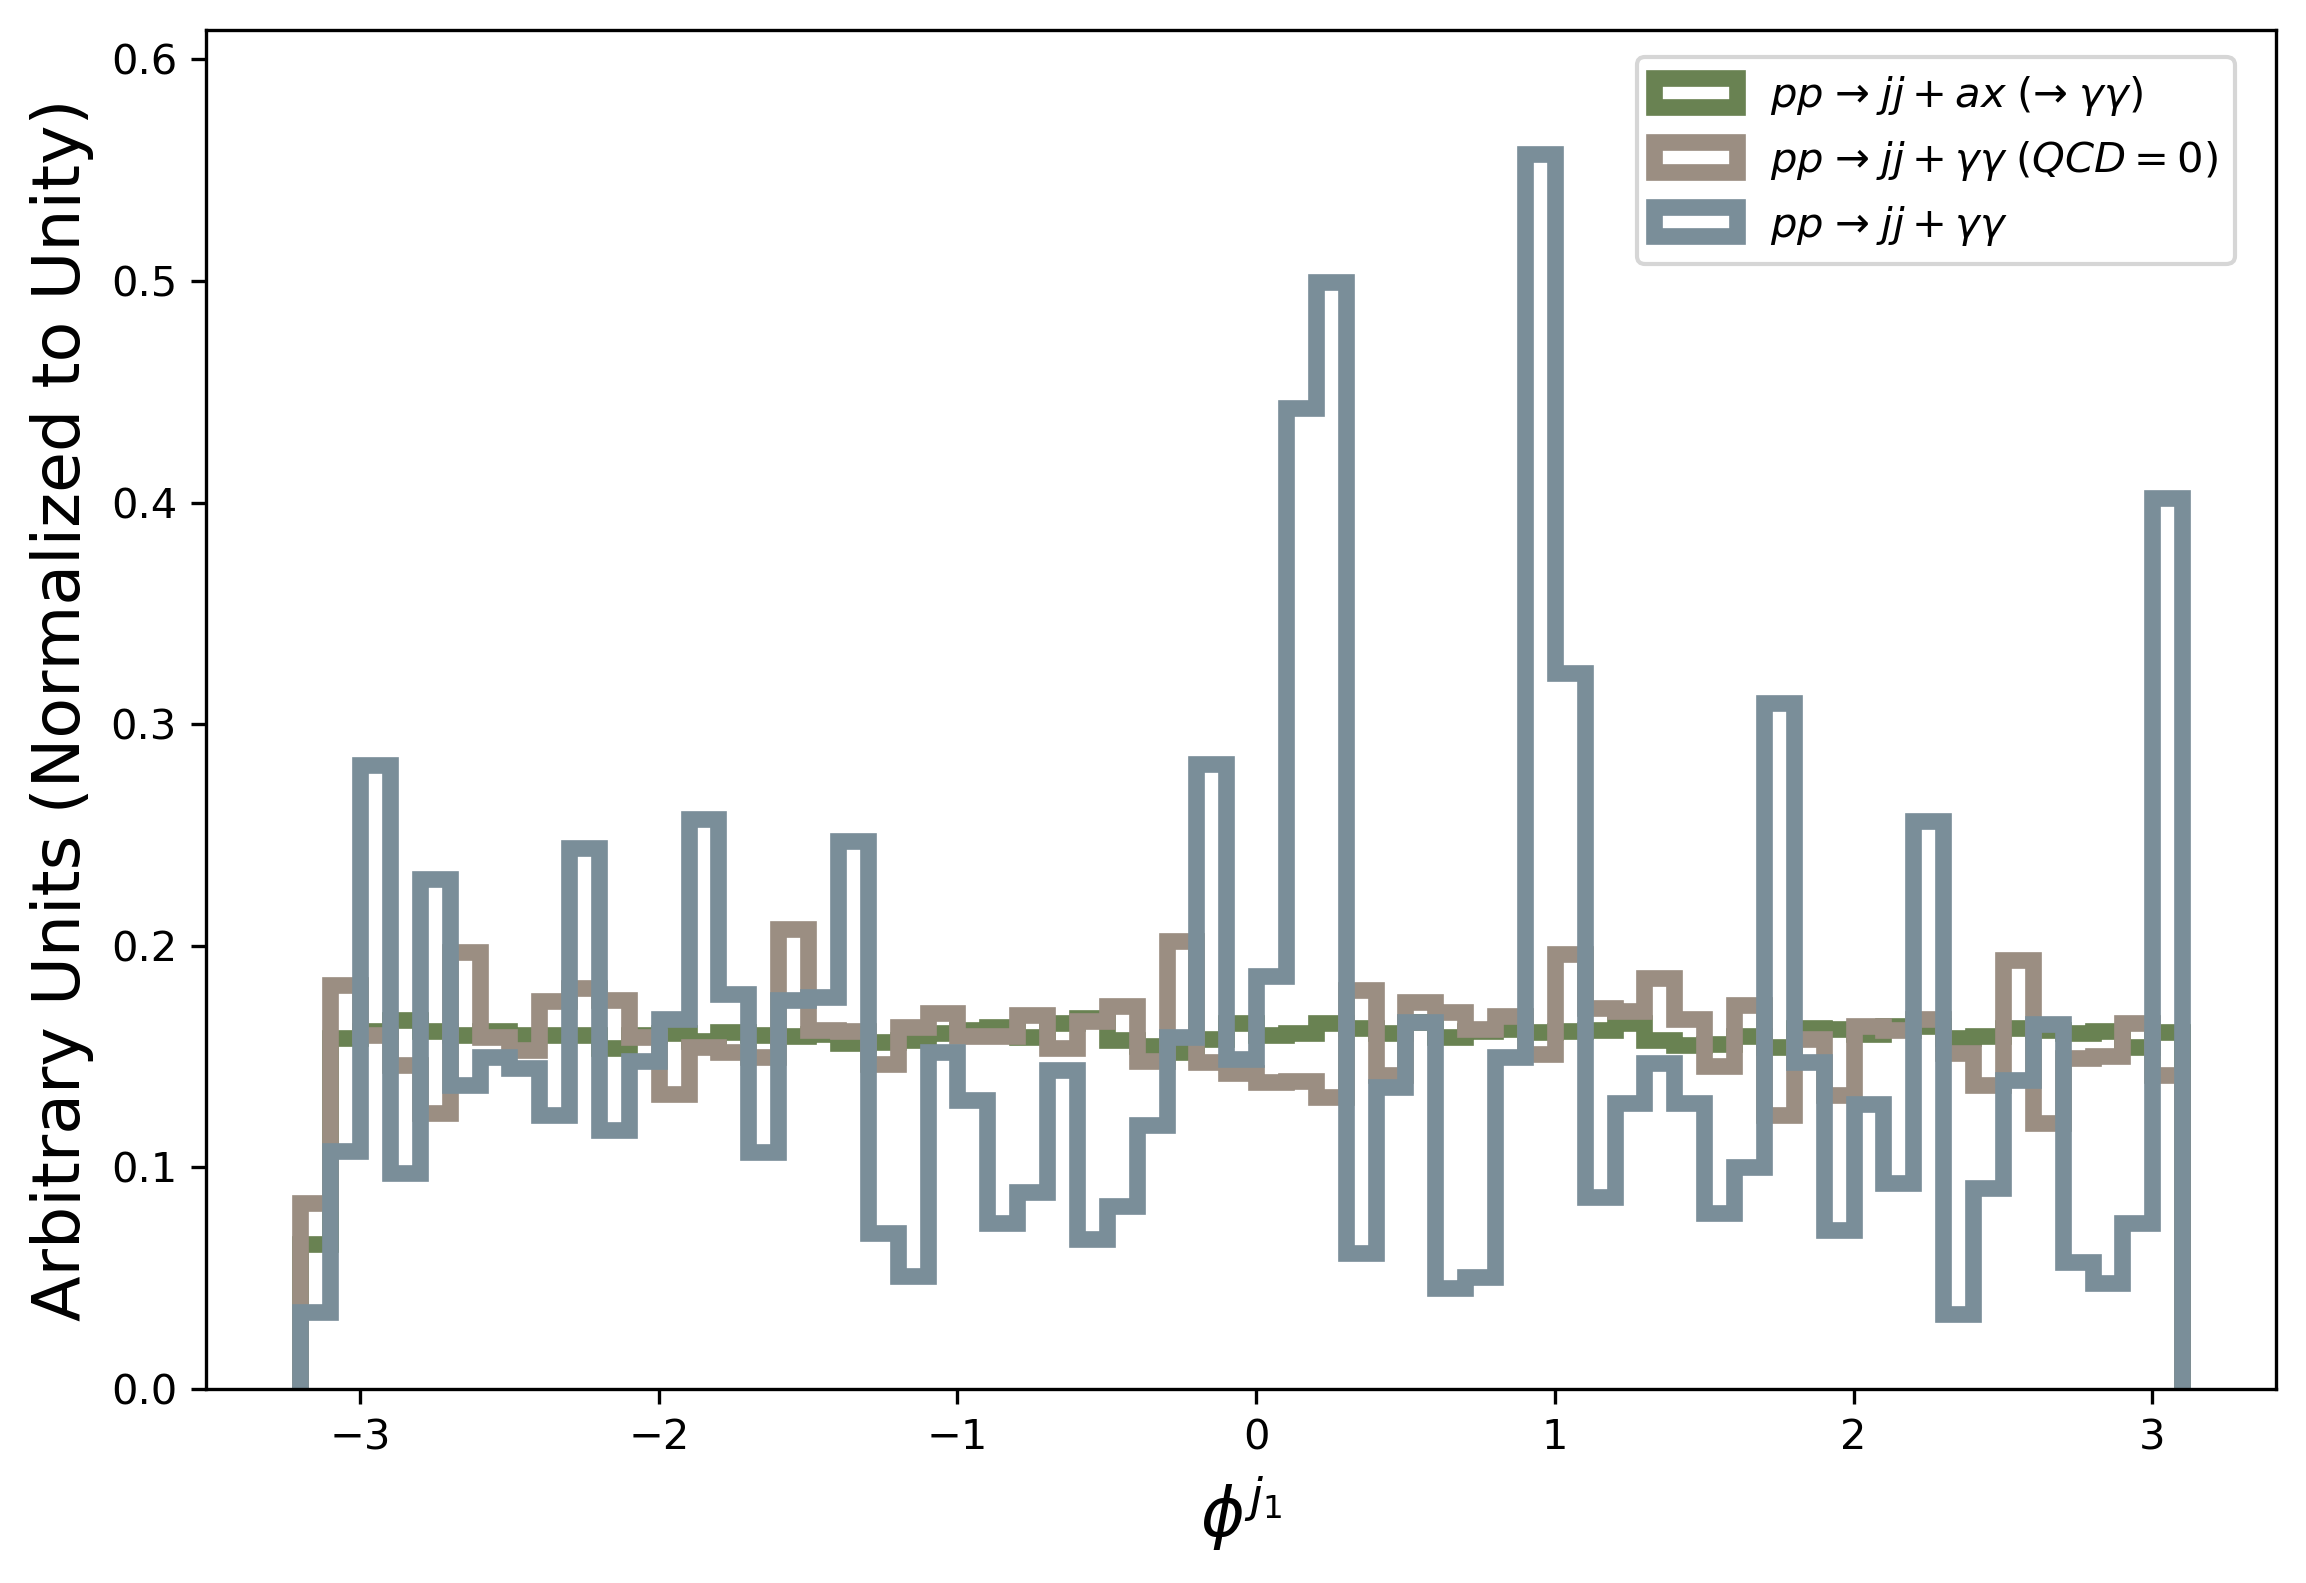 Arbitrary Units (Normalized to Unity)
0.6
0.5
0.4
0.3
0.2
0.1
0.0
pp → jj + ax (→ γγ)
pp → jj + γγ (QCD = 0)
pp → jj + γγ
−3 −2 −1 0 1 2 3
ϕ^{j_1}